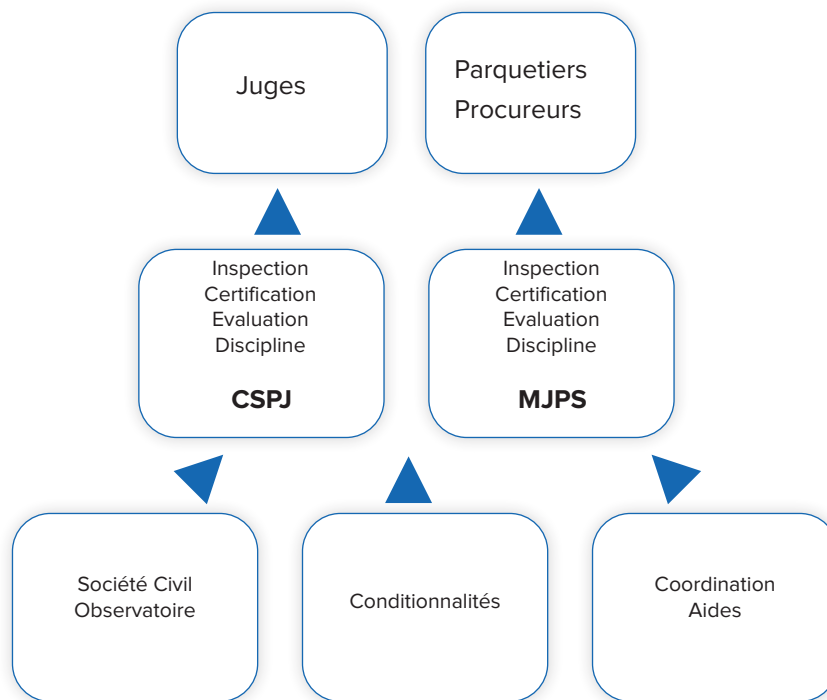 Juges
Parquetiers
Procureurs
Inspection
Certification
Evaluation
Discipline
CSPJ
Inspection
Certification
Evaluation
Discipline
MJPS
Société Civil
Observatoire
Conditionnalités
Coordination
Aides